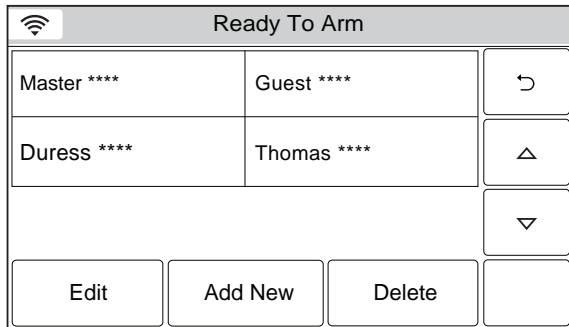 Ready To Arm
Master ****
Guest ****
Duress ****
Thomas ****
Edit
Add New
Delete